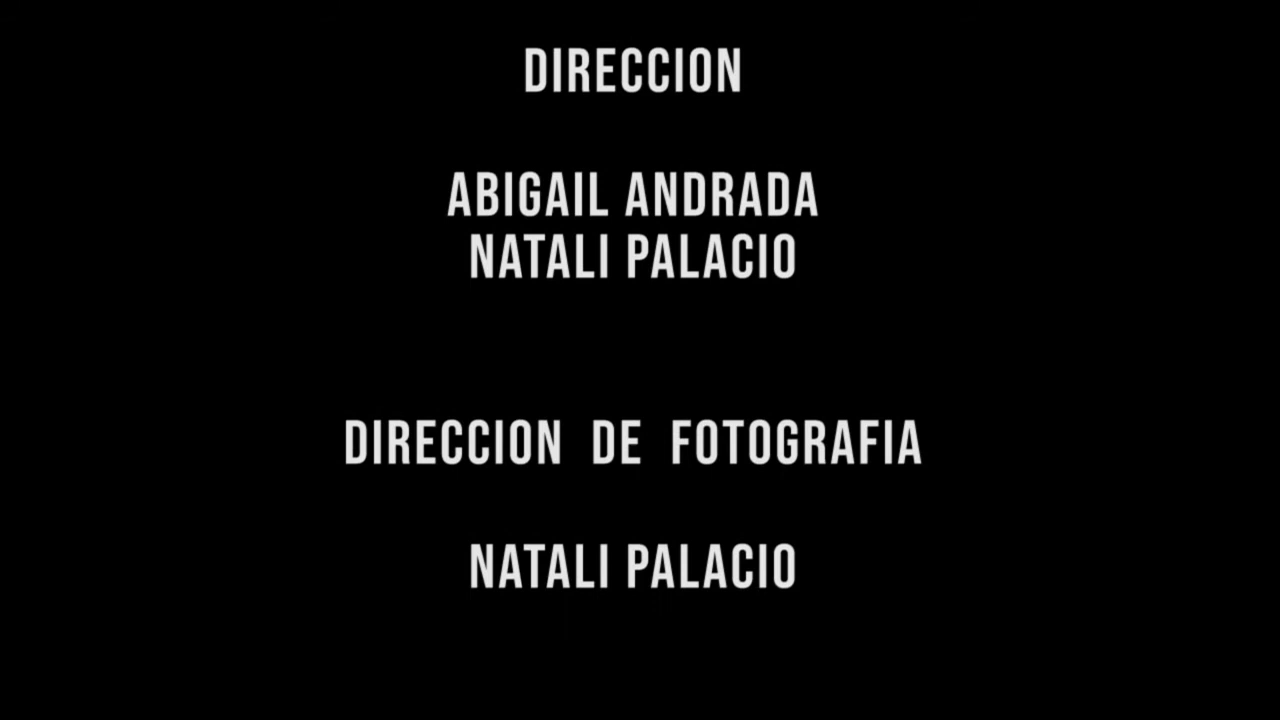 DIRECCION
ABIGAIL ANDRADA
NATALI PALACIO
DIRECCION DE FOTOGRAFIA
NATALI PALACIO